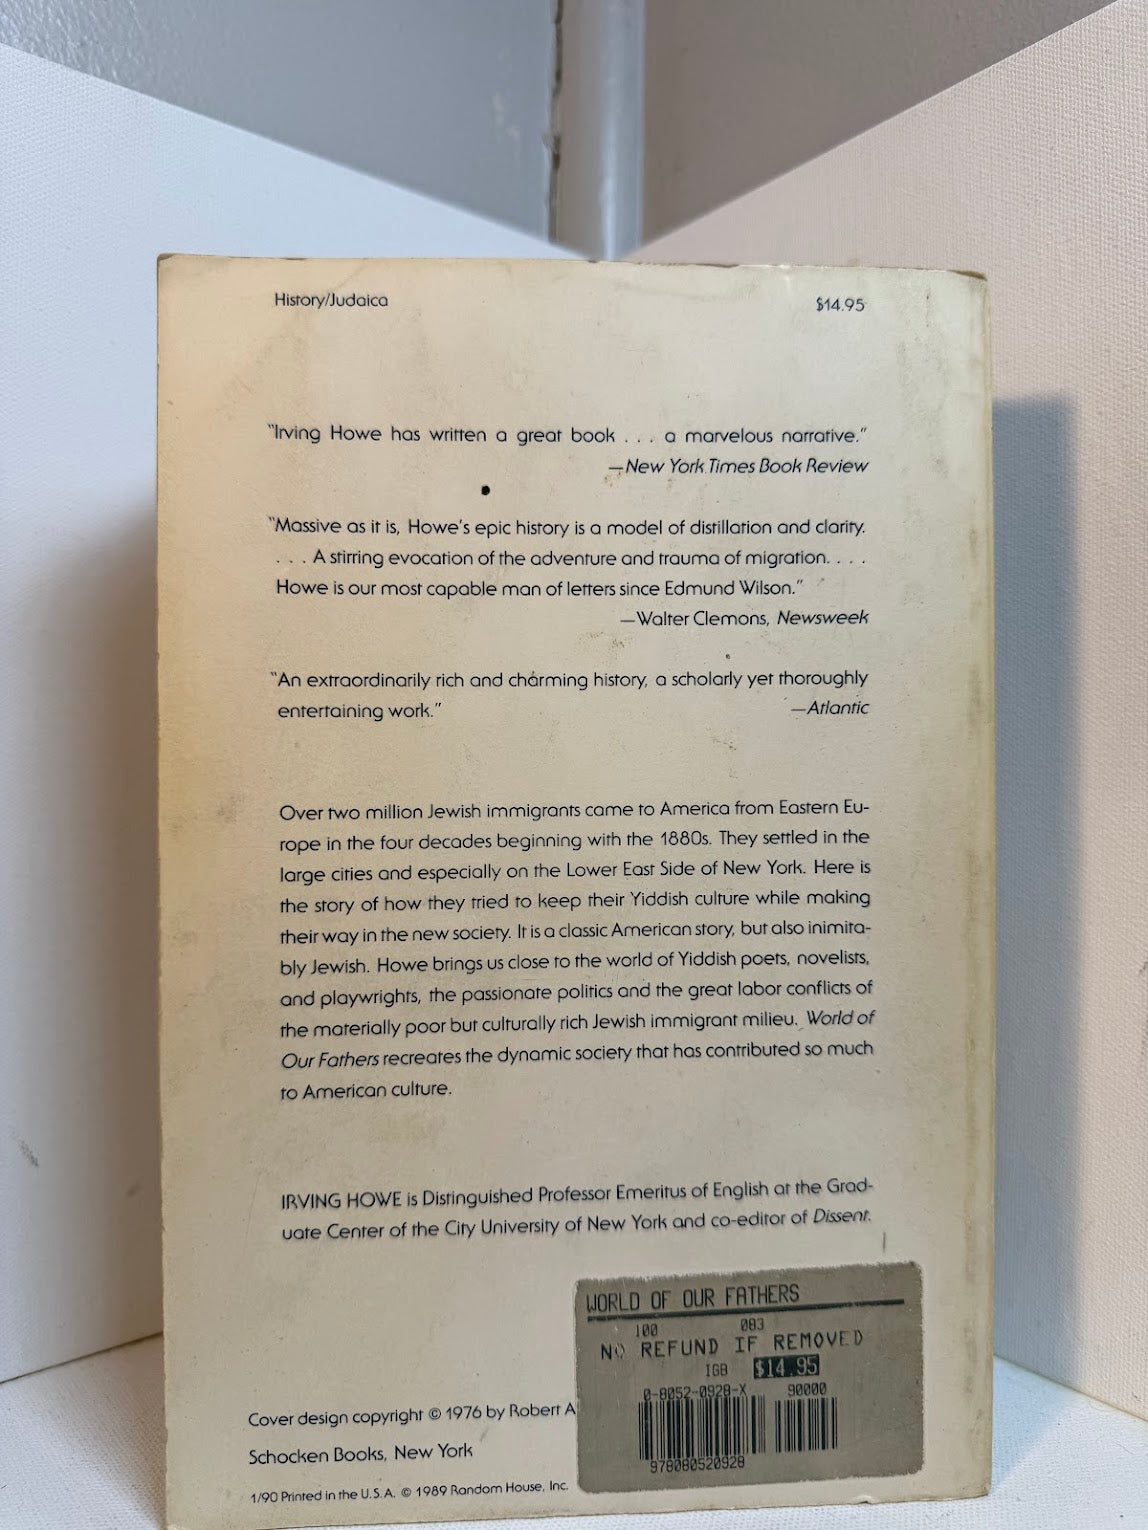 History/Judaica
$14.95
"Irving Howe has written a great book . . . a marvelous narrative."
—New York Times Book Review
"Massive as it is, Howe's epic history is a model of distillation and clarity.
. . . A stirring evocation of the adventure and trauma of migration. . . .
Howe is our most capable man of letters since Edmund Wilson."
—Walter Clemons, Newsweek
"An extraordinarily rich and charming history, a scholarly yet thoroughly
entertaining work." —Atlantic
Over two million Jewish immigrants came to America from Eastern Eu-
rope in the four decades beginning with the 1880s. They settled in the
large cities and especially on the Lower East Side of New York. Here is
the story of how they tried to keep their Yiddish culture while making
their way in the new society. It is a classic American story, but also inimita-
bly Jewish. Howe brings us close to the world of Yiddish poets, novelists,
and playwrights, the passionate politics and the great labor conflicts of
the materially poor but culturally rich Jewish immigrant milieu. World of
Our Fathers recreates the dynamic society that has contributed so much
to American culture.
IRVING HOWE is Distinguished Professor Emeritus of English at the Grad-
uate Center of the City University of New York and co-editor of Dissent.
WORLD OF OUR FATHERS
100 083
NO REFUND IF REMOVED
IGB $14.95
0-8052-0928-X 90000
978080520928
Cover design copyright © 1976 by Robert A
Schocken Books, New York
1/90 Printed in the U.S.A. © 1989 Random House, Inc.